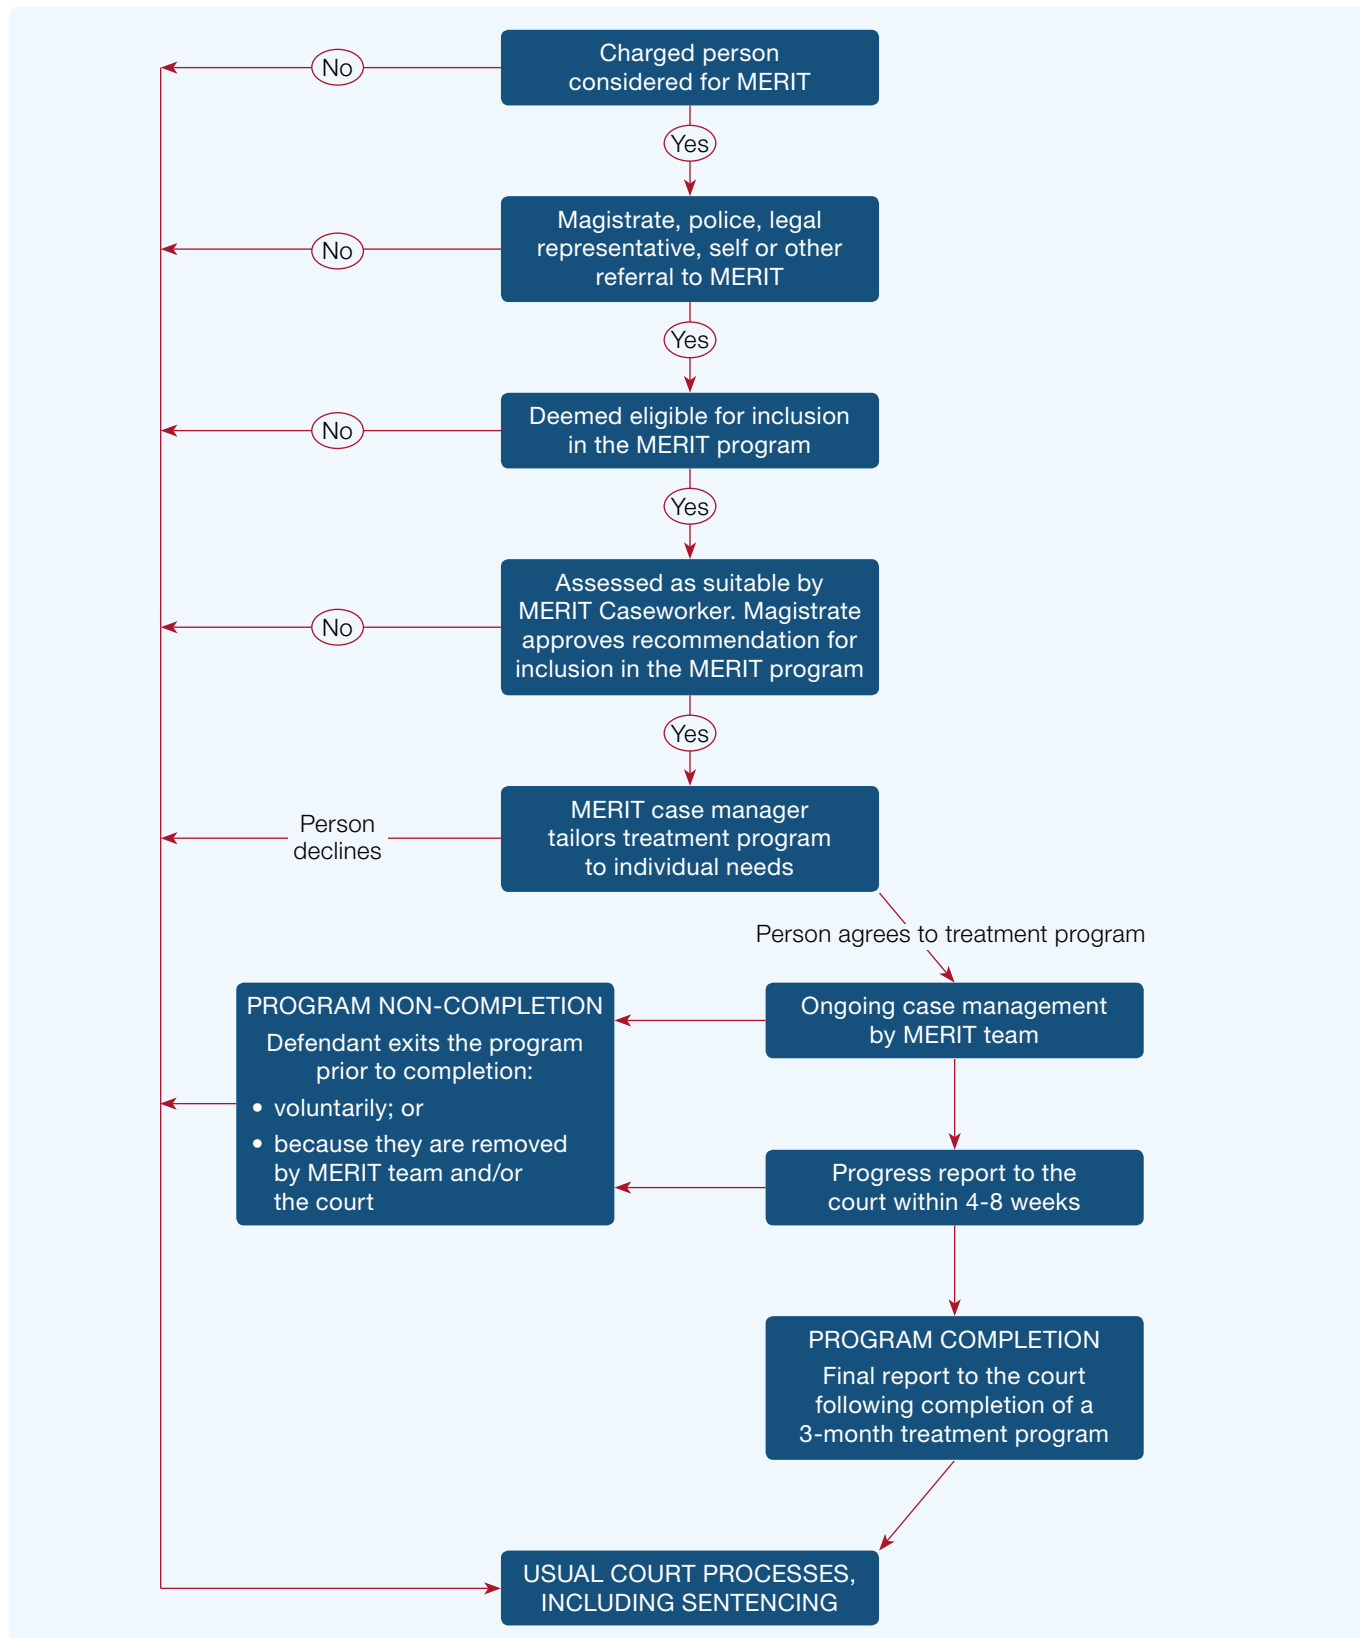 Charged person
considered for MERIT
No
Yes
Magistrate, police, legal
representative, self or other
referral to MERIT
No
Yes
Deemed eligible for inclusion
in the MERIT program
No
Yes
Assessed as suitable by
MERIT Caseworker. Magistrate
approves recommendation for
inclusion in the MERIT program
No
Yes
MERIT case manager
tailors treatment program
to individual needs
Person
declines
Person agrees to treatment program
Ongoing case management
by MERIT team
PROGRAM NON-COMPLETION
Defendant exits the program
prior to completion:
• voluntarily; or
• because they are removed
by MERIT team and/or
the court
Progress report to the
court within 4-8 weeks
PROGRAM COMPLETION
Final report to the court
following completion of a
3-month treatment program
USUAL COURT PROCESSES,
INCLUDING SENTENCING